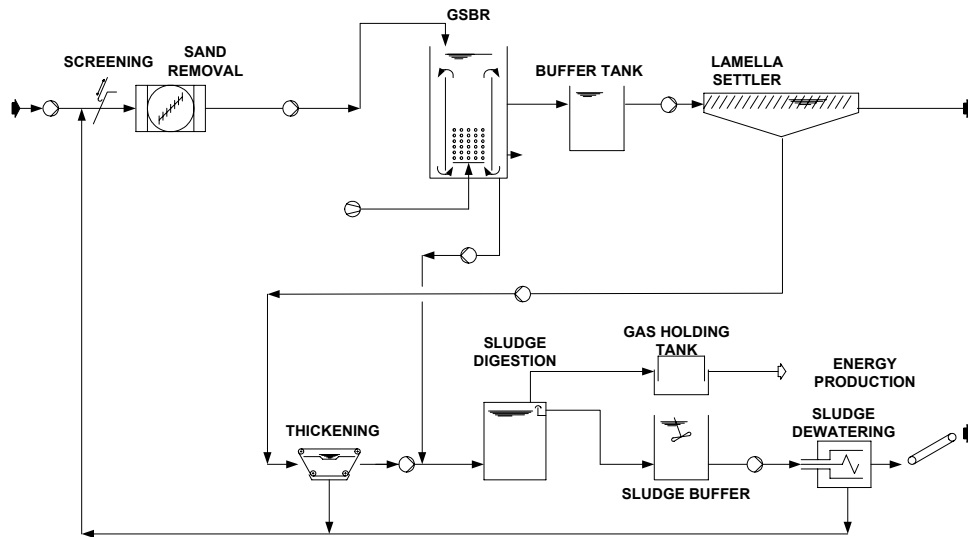 GSBR
SAND
REMOVAL
SCREENING
BUFFER TANK
LAMELLA
SETTLER
SLUDGE
DIGESTION
GAS HOLDING
TANK
ENERGY
PRODUCTION
SLUDGE
DEWATERING
THICKENING
SLUDGE BUFFER